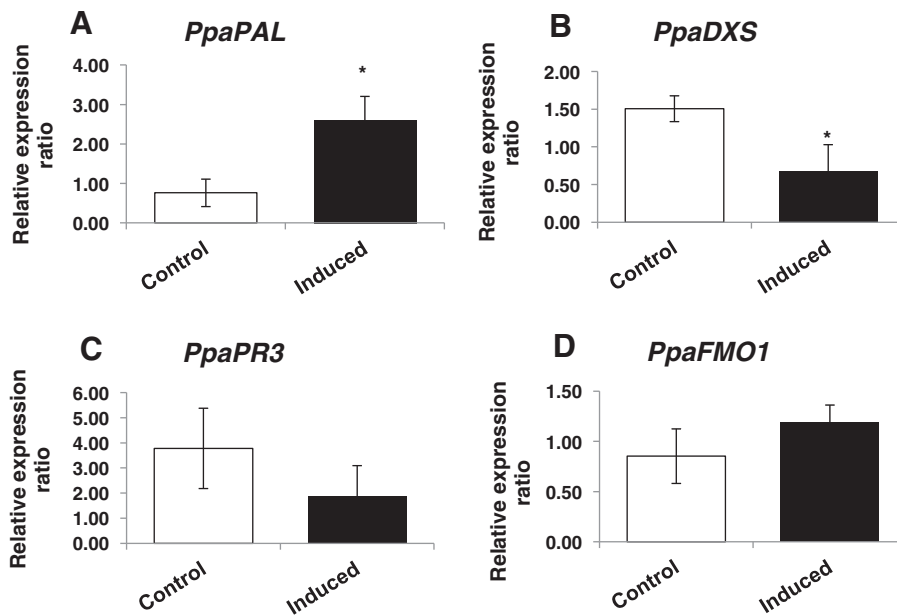 A
PpaPAL
Relative expression
ratio
4.00
3.00
2.00
1.00
0.00
*
Control
Induced
B
PpaDXS
Relative expression
ratio
2.00
1.50
1.00
0.50
0.00
*
Control
Induced
C
PpaPR3
Relative expression
ratio
6.00
5.00
4.00
3.00
2.00
1.00
0.00
Control
Induced
D
PpaFMO1
Relative expression
ratio
1.50
1.00
0.50
0.00
Control
Induced